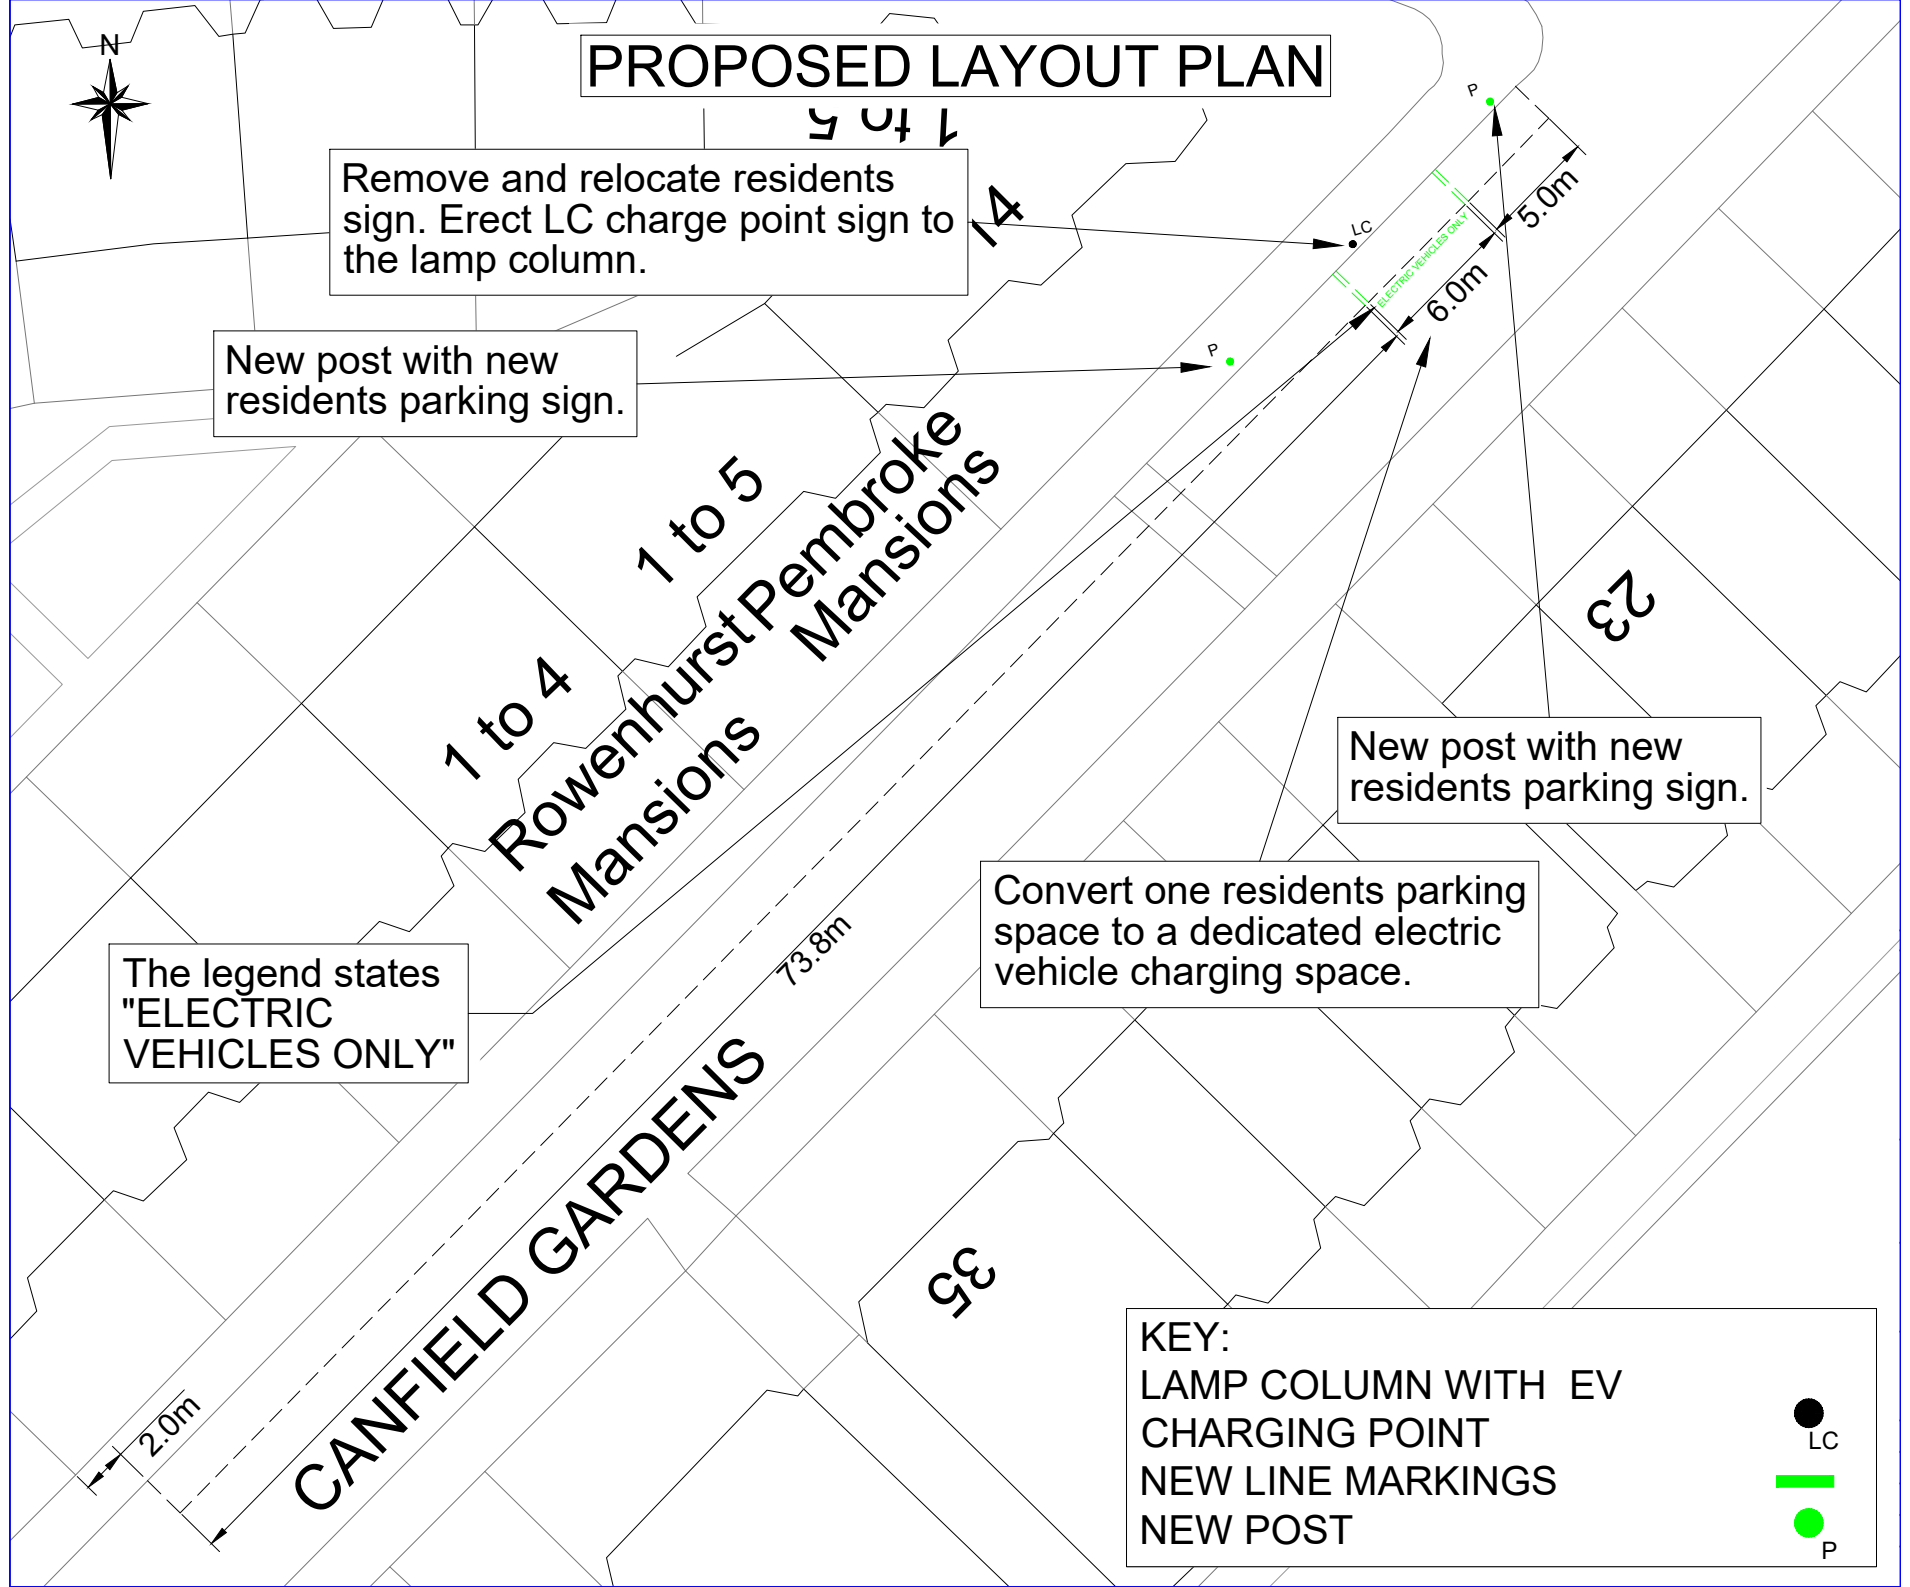 N
PROPOSED LAYOUT PLAN
1 to 5
Remove and relocate residents
sign. Erect LC charge point sign to
the lamp column.
New post with new
residents parking sign.
P
LC
P
ELECTRIC VEHICLES ONLY
5.0m
6.0m
1 to 5
Pembroke
Mansions
1 to 4
Rowenhurst
Mansions
23
New post with new
residents parking sign.
Convert one residents parking
space to a dedicated electric
vehicle charging space.
The legend states
"ELECTRIC
VEHICLES ONLY"
73.8m
CANFIELD GARDENS
35
2.0m
KEY:
LAMP COLUMN WITH EV
CHARGING POINT
LC
NEW LINE MARKINGS
NEW POST
P